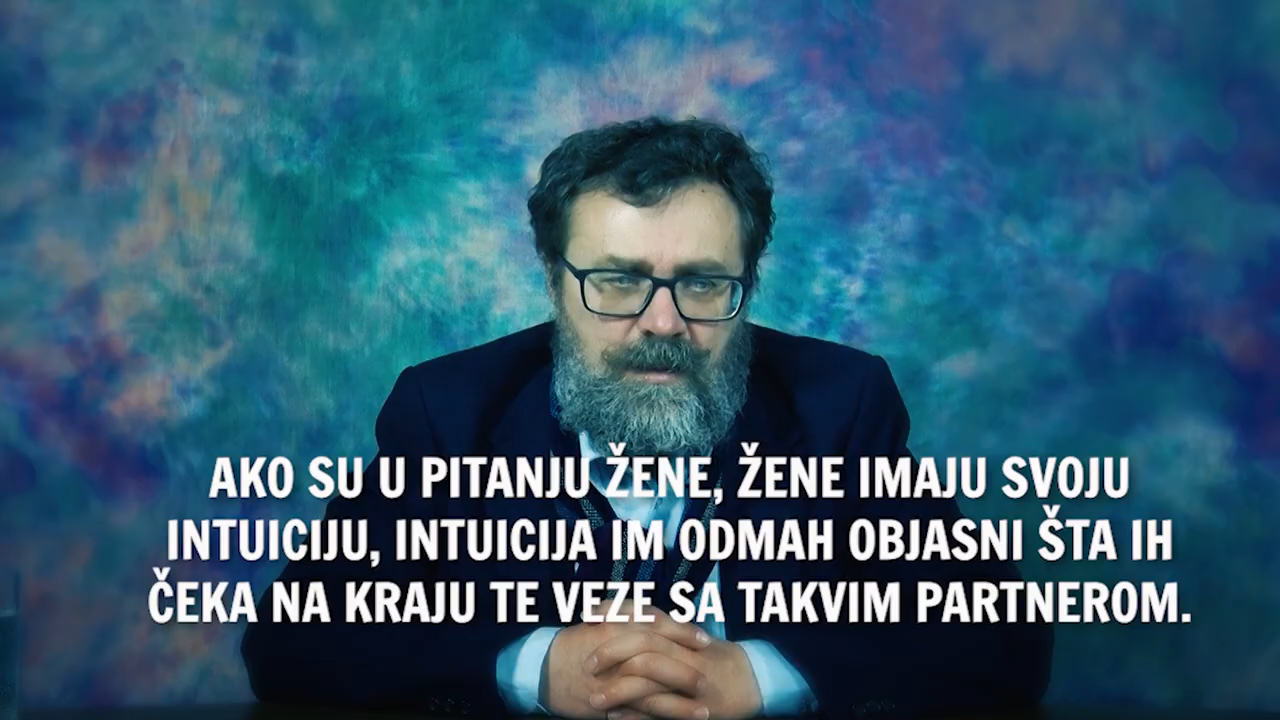 AKO SU U PITANJU ŽENE, ŽENE IMAJU SVOJU
INTUICIJU, INTUICIJA IM ODMAH OBJASNI ŠTA IH
ČEKA NA KRAJU TE VEZE SA TAKVIM PARTNEROM.